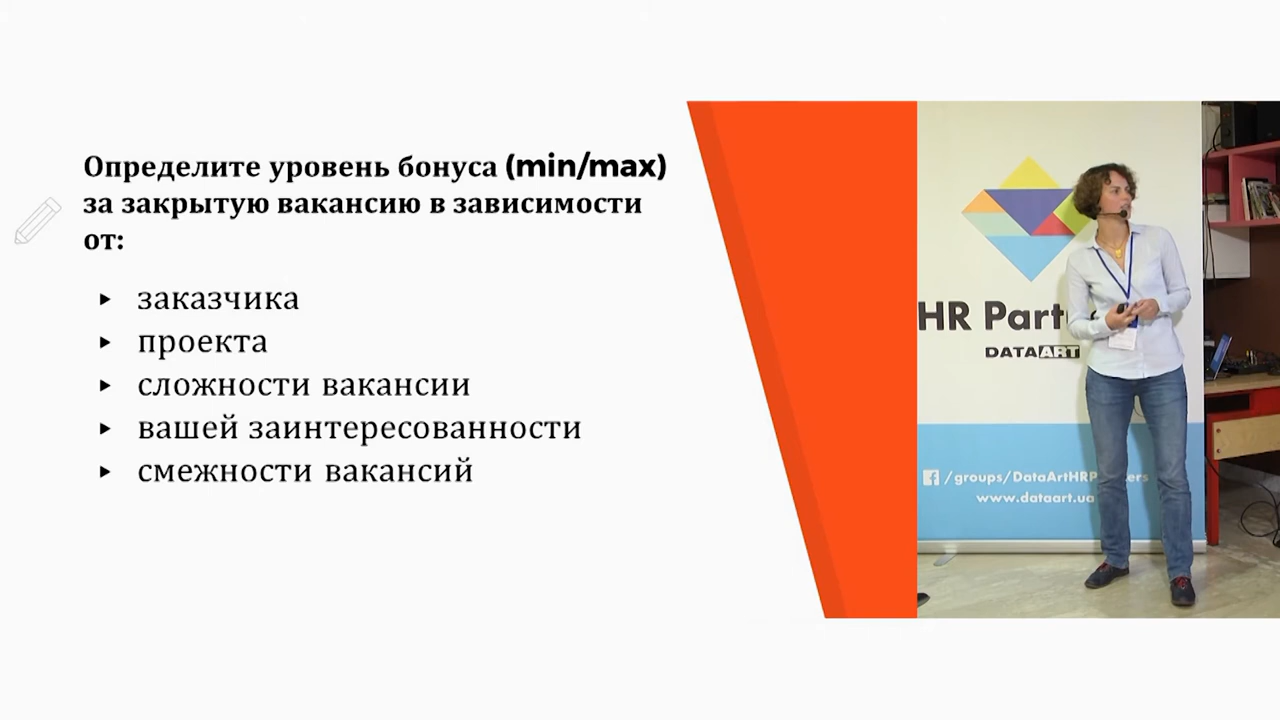 Определите уровень бонуса (min/max)
за закрытую вакансию в зависимости
от:
▸ заказчика
▸ проекта
▸ сложности вакансии
▸ вашей заинтересованности
▸ смежности вакансий
HR Part
DATAART
/groups/DataArtHRP ers
www.dataart.ua